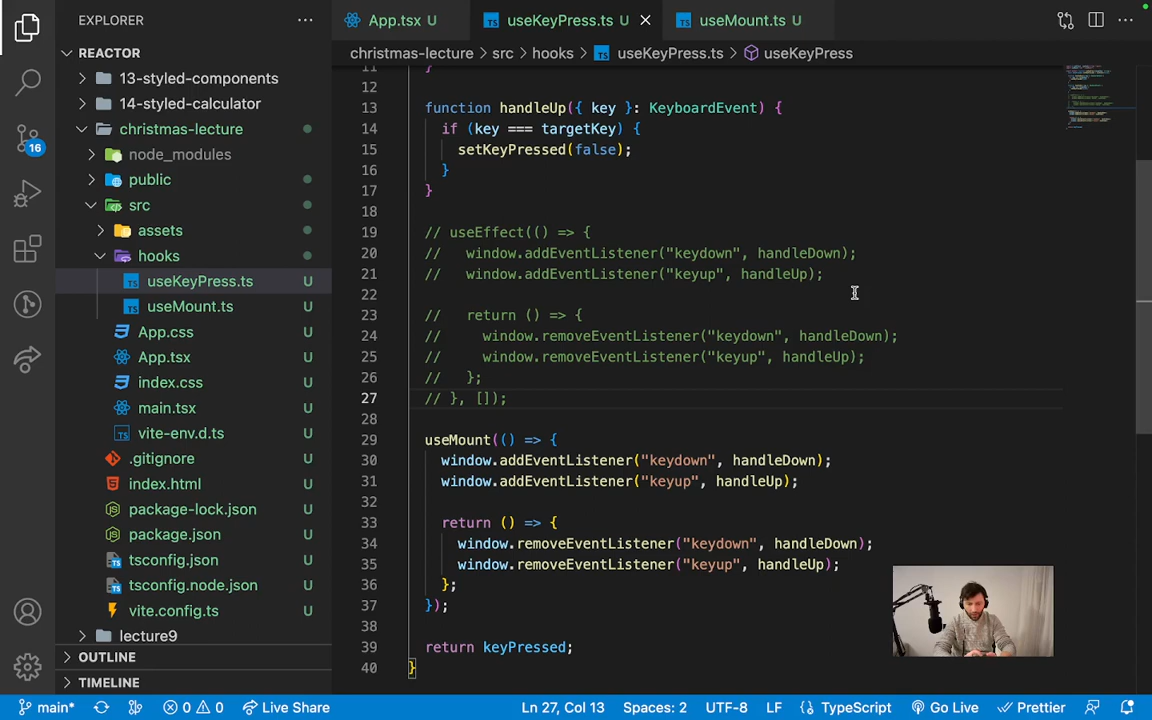 EXPLORER
App.tsx U
useKeyPress.ts U
useMount.ts U
REACTOR
christmas-lecture > src > hooks > useKeyPress.ts > useKeyPress
13-styled-components
14-styled-calculator
christmas-lecture
node_modules
public
src
assets
hooks
useKeyPress.ts U
useMount.ts U
App.css U
App.tsx U
index.css U
main.tsx U
vite-env.d.ts U
.gitignore U
index.html U
package-lock.json U
package.json U
tsconfig.json U
tsconfig.node.json U
vite.config.ts U
lecture9
OUTLINE
TIMELINE
16
11 }
12
13 function handleUp({ key }: KeyboardEvent) {
14 if (key === targetKey) {
15 setKeyPressed(false);
16 }
17 }
18
19 // useEffect(() => {
20 // window.addEventListener("keydown", handleDown);
21 // window.addEventListener("keyup", handleUp);
22
23 // return () => {
24 // window.removeEventListener("keydown", handleDown);
25 // window.removeEventListener("keyup", handleUp);
26 // };
27 // }, []);
28
29 useMount(() => {
30 window.addEventListener("keydown", handleDown);
31 window.addEventListener("keyup", handleUp);
32
33 return () => {
34 window.removeEventListener("keydown", handleDown);
35 window.removeEventListener("keyup", handleUp);
36 };
37 });
38
39 return keyPressed;
40 }
main* 0 0 Live Share Ln 27, Col 13 Spaces: 2 UTF-8 LF {} TypeScript Go Live Prettier